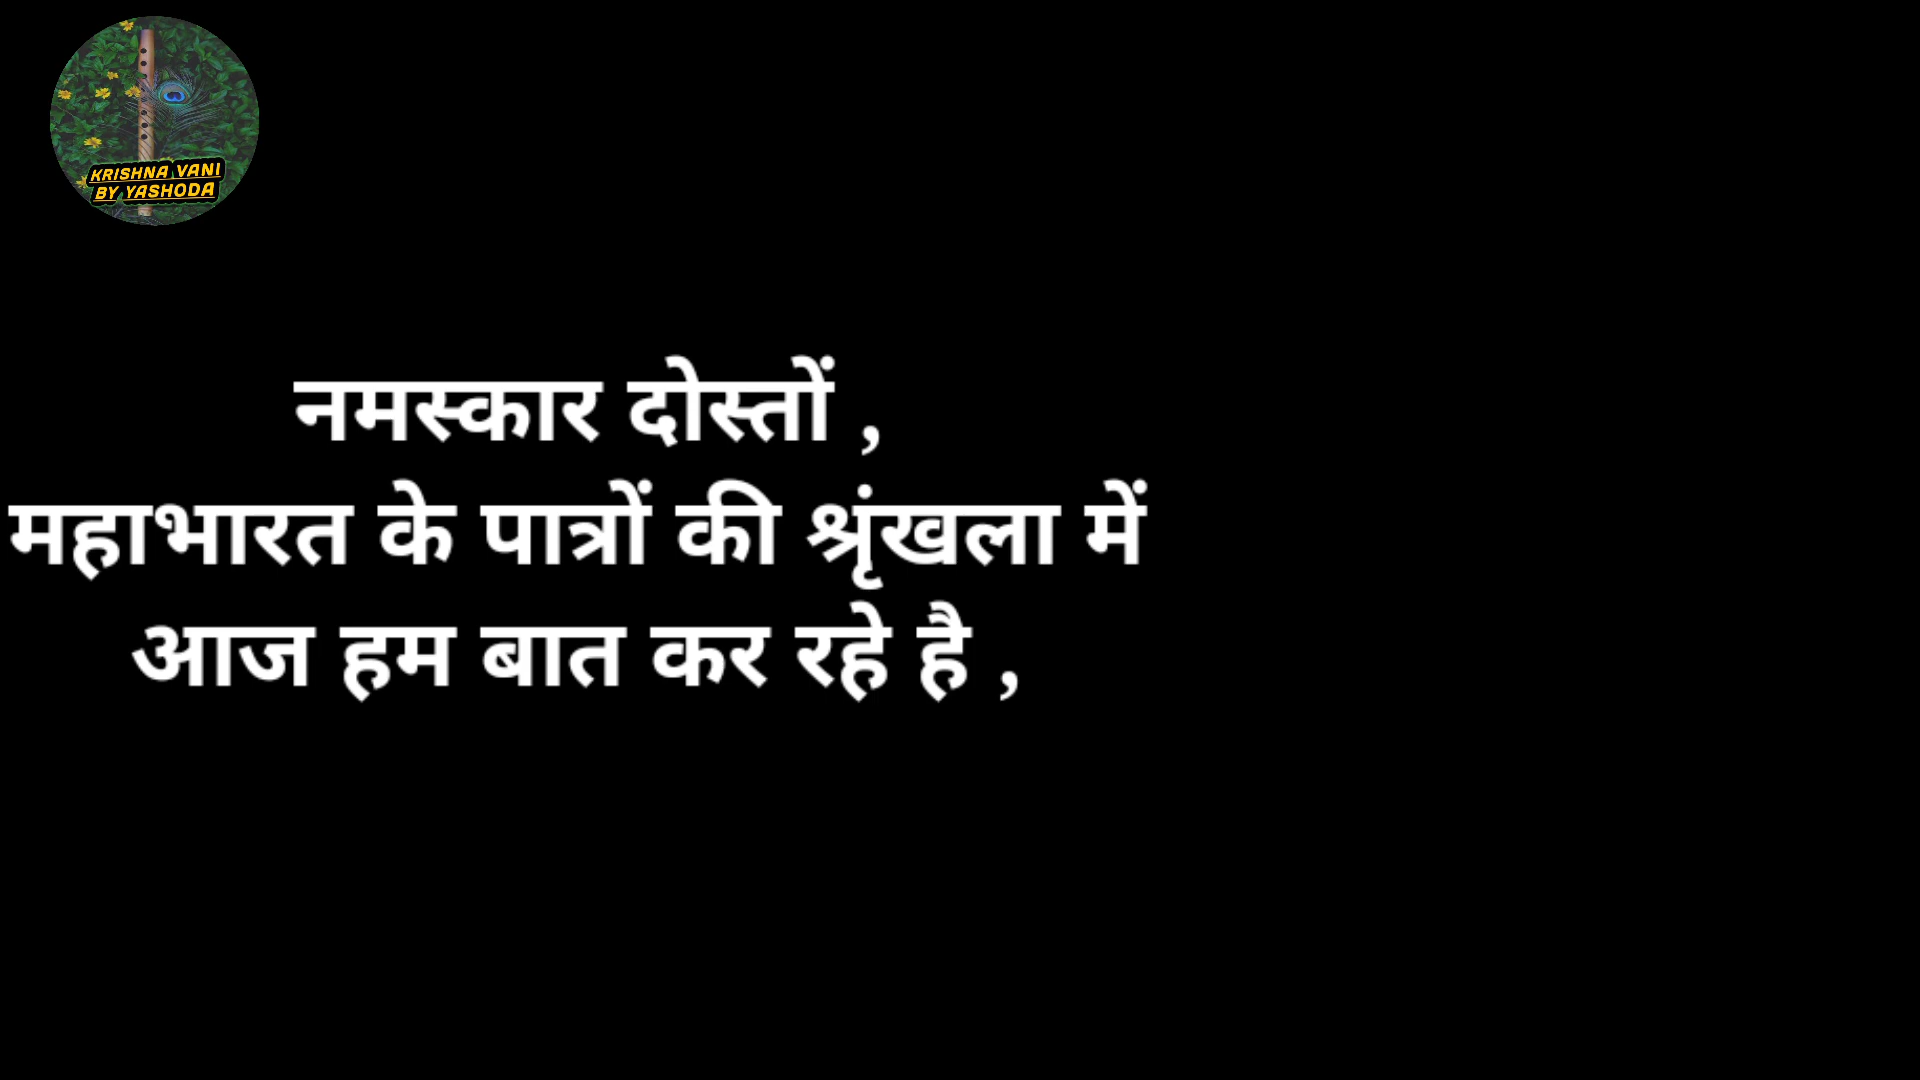 KRISHNA VANI
BY YASHODA
नमस्कार दोस्तों ,
महाभारत के पात्रों की श्रृंखला में
आज हम बात कर रहे है ,